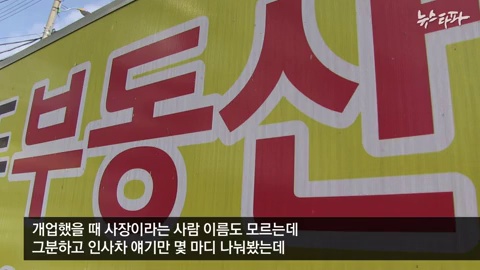 뉴스타파
부동산
개업했을 때 사장이라는 사람 이름도 모르는데
그분하고 인사차 얘기만 몇 마디 나눠봤는데